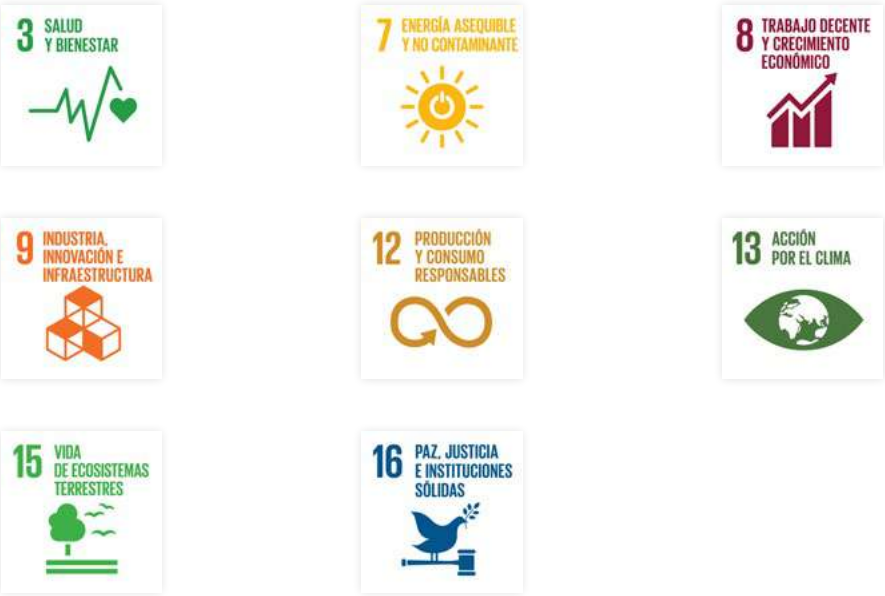 3 SALUD
Y BIENESTAR
7 ENERGÍA ASEQUIBLE
Y NO CONTAMINANTE
8 TRABAJO DECENTE
Y CRECIMIENTO
ECONÓMICO
9 INDUSTRIA,
INNOVACIÓN E
INFRAESTRUCTURA
12 PRODUCCIÓN
Y CONSUMO
RESPONSABLES
13 ACCIÓN
POR EL CLIMA
15 VIDA
DE ECOSISTEMAS
TERRESTRES
16 PAZ, JUSTICIA
E INSTITUCIONES
SÓLIDAS